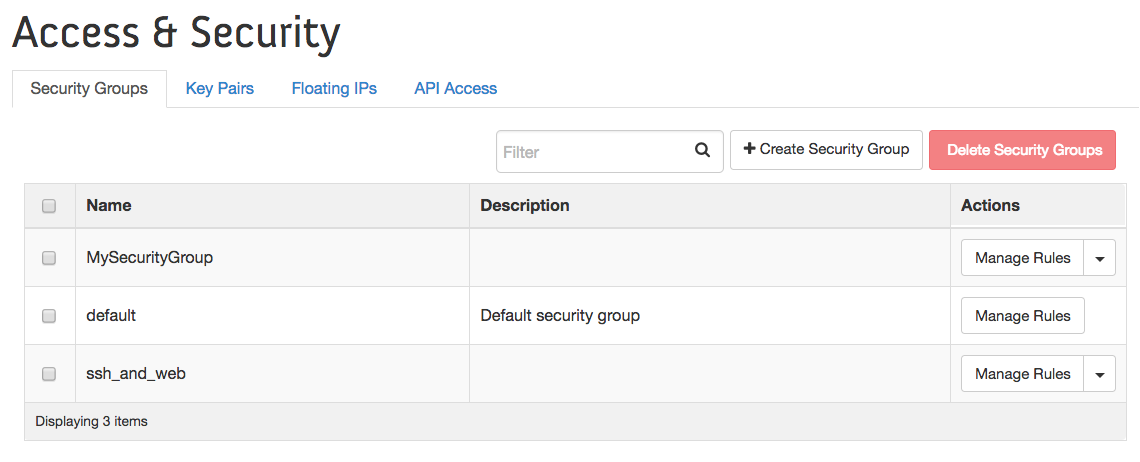 Access & Security
Security Groups Key Pairs Floating IPs API Access
Filter Create Security Group Delete Security Groups
Name Description Actions
MySecurityGroup Manage Rules
default Default security group Manage Rules
ssh_and_web Manage Rules
Displaying 3 items